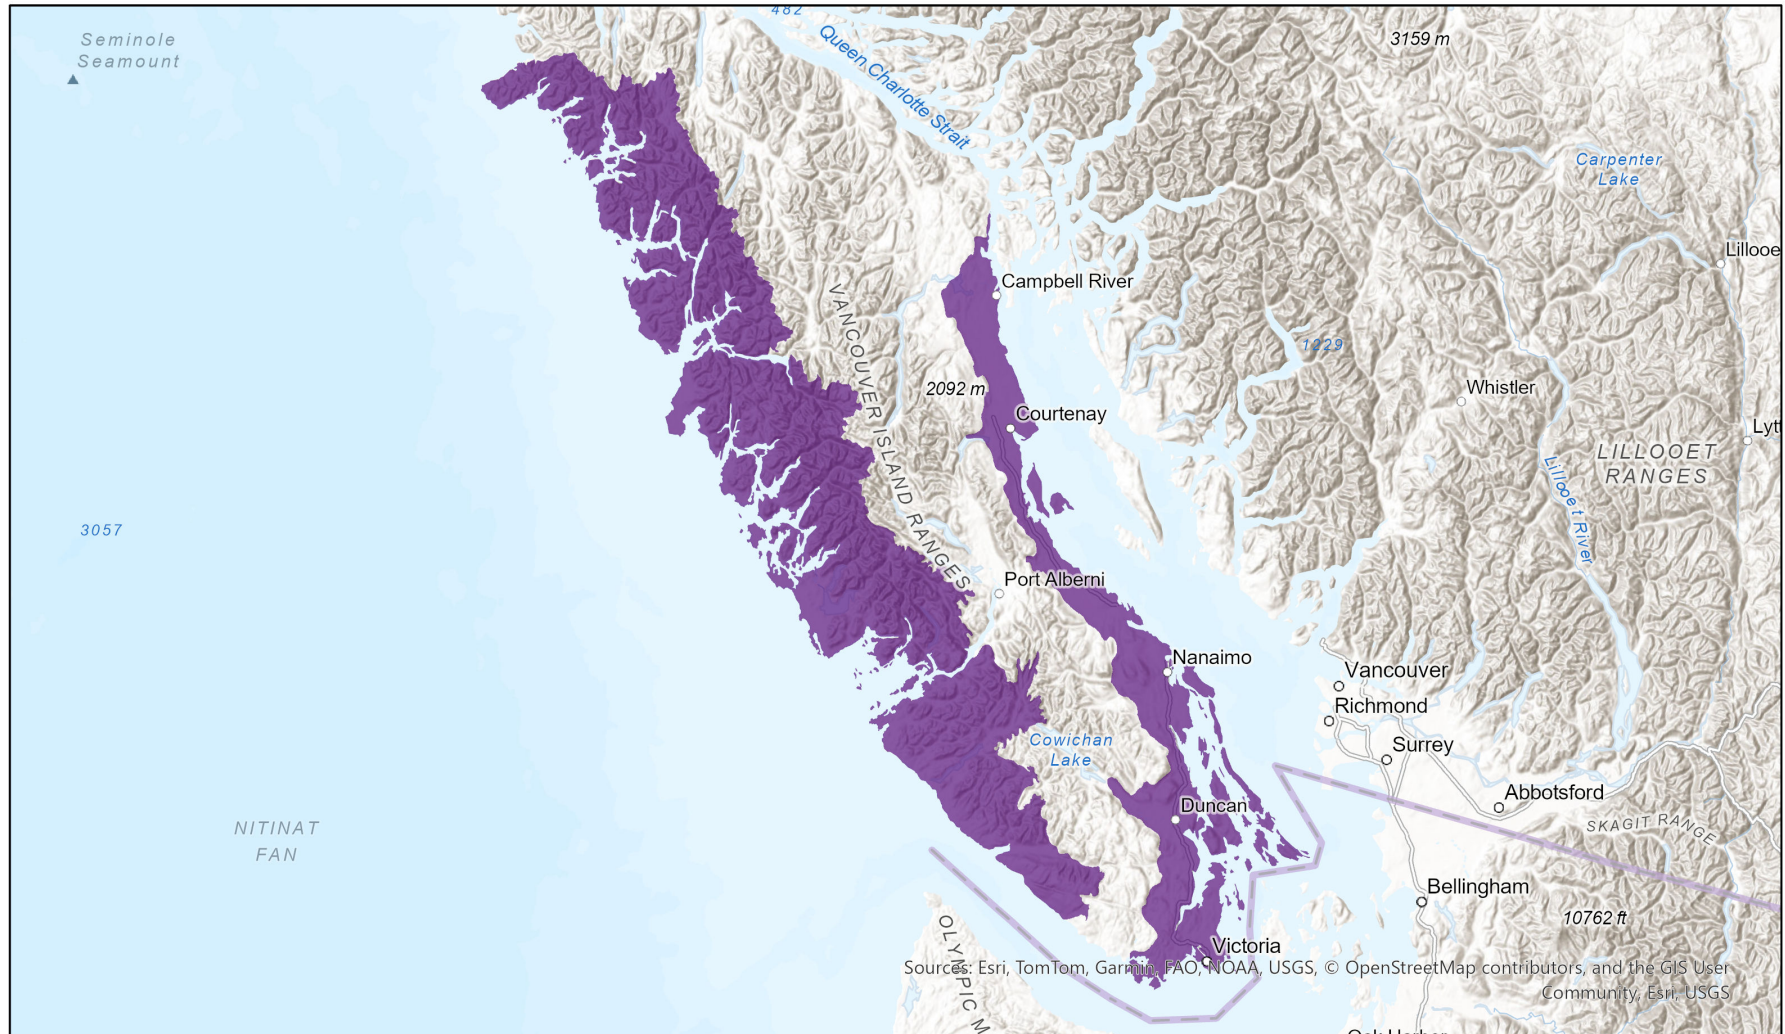 Seminole
Seamount
482
Queen Charlotte Strait
3159 m
Carpenter
Lake
Lillooe
Campbell River
VANCOUVER ISLAND RANGES
2092 m
1229
Whistler
Courtenay
Lytt
LILLOOET
RANGES
Lillooet River
3057
Port Alberni
Nanaimo
Vancouver
Richmond
Cowichan
Lake
Surrey
Abbotsford
Duncan
SKAGIT RANGE
NITINAT
FAN
Bellingham
10762 ft
OLYMPIC M
Victoria
Sources: Esri, TomTom, Garmin, FAO, NOAA, USGS, © OpenStreetMap contributors, and the GIS User
Community, Esri, USGS
Oak Harbor